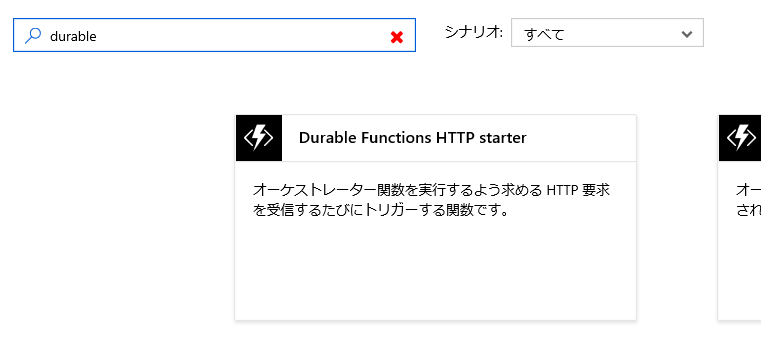 durable
シナリオ: すべて
Durable Functions HTTP starter
オーケストレーター関数を実行するよう求める HTTP 要求
を受信するたびにトリガーする関数です。
オー
され